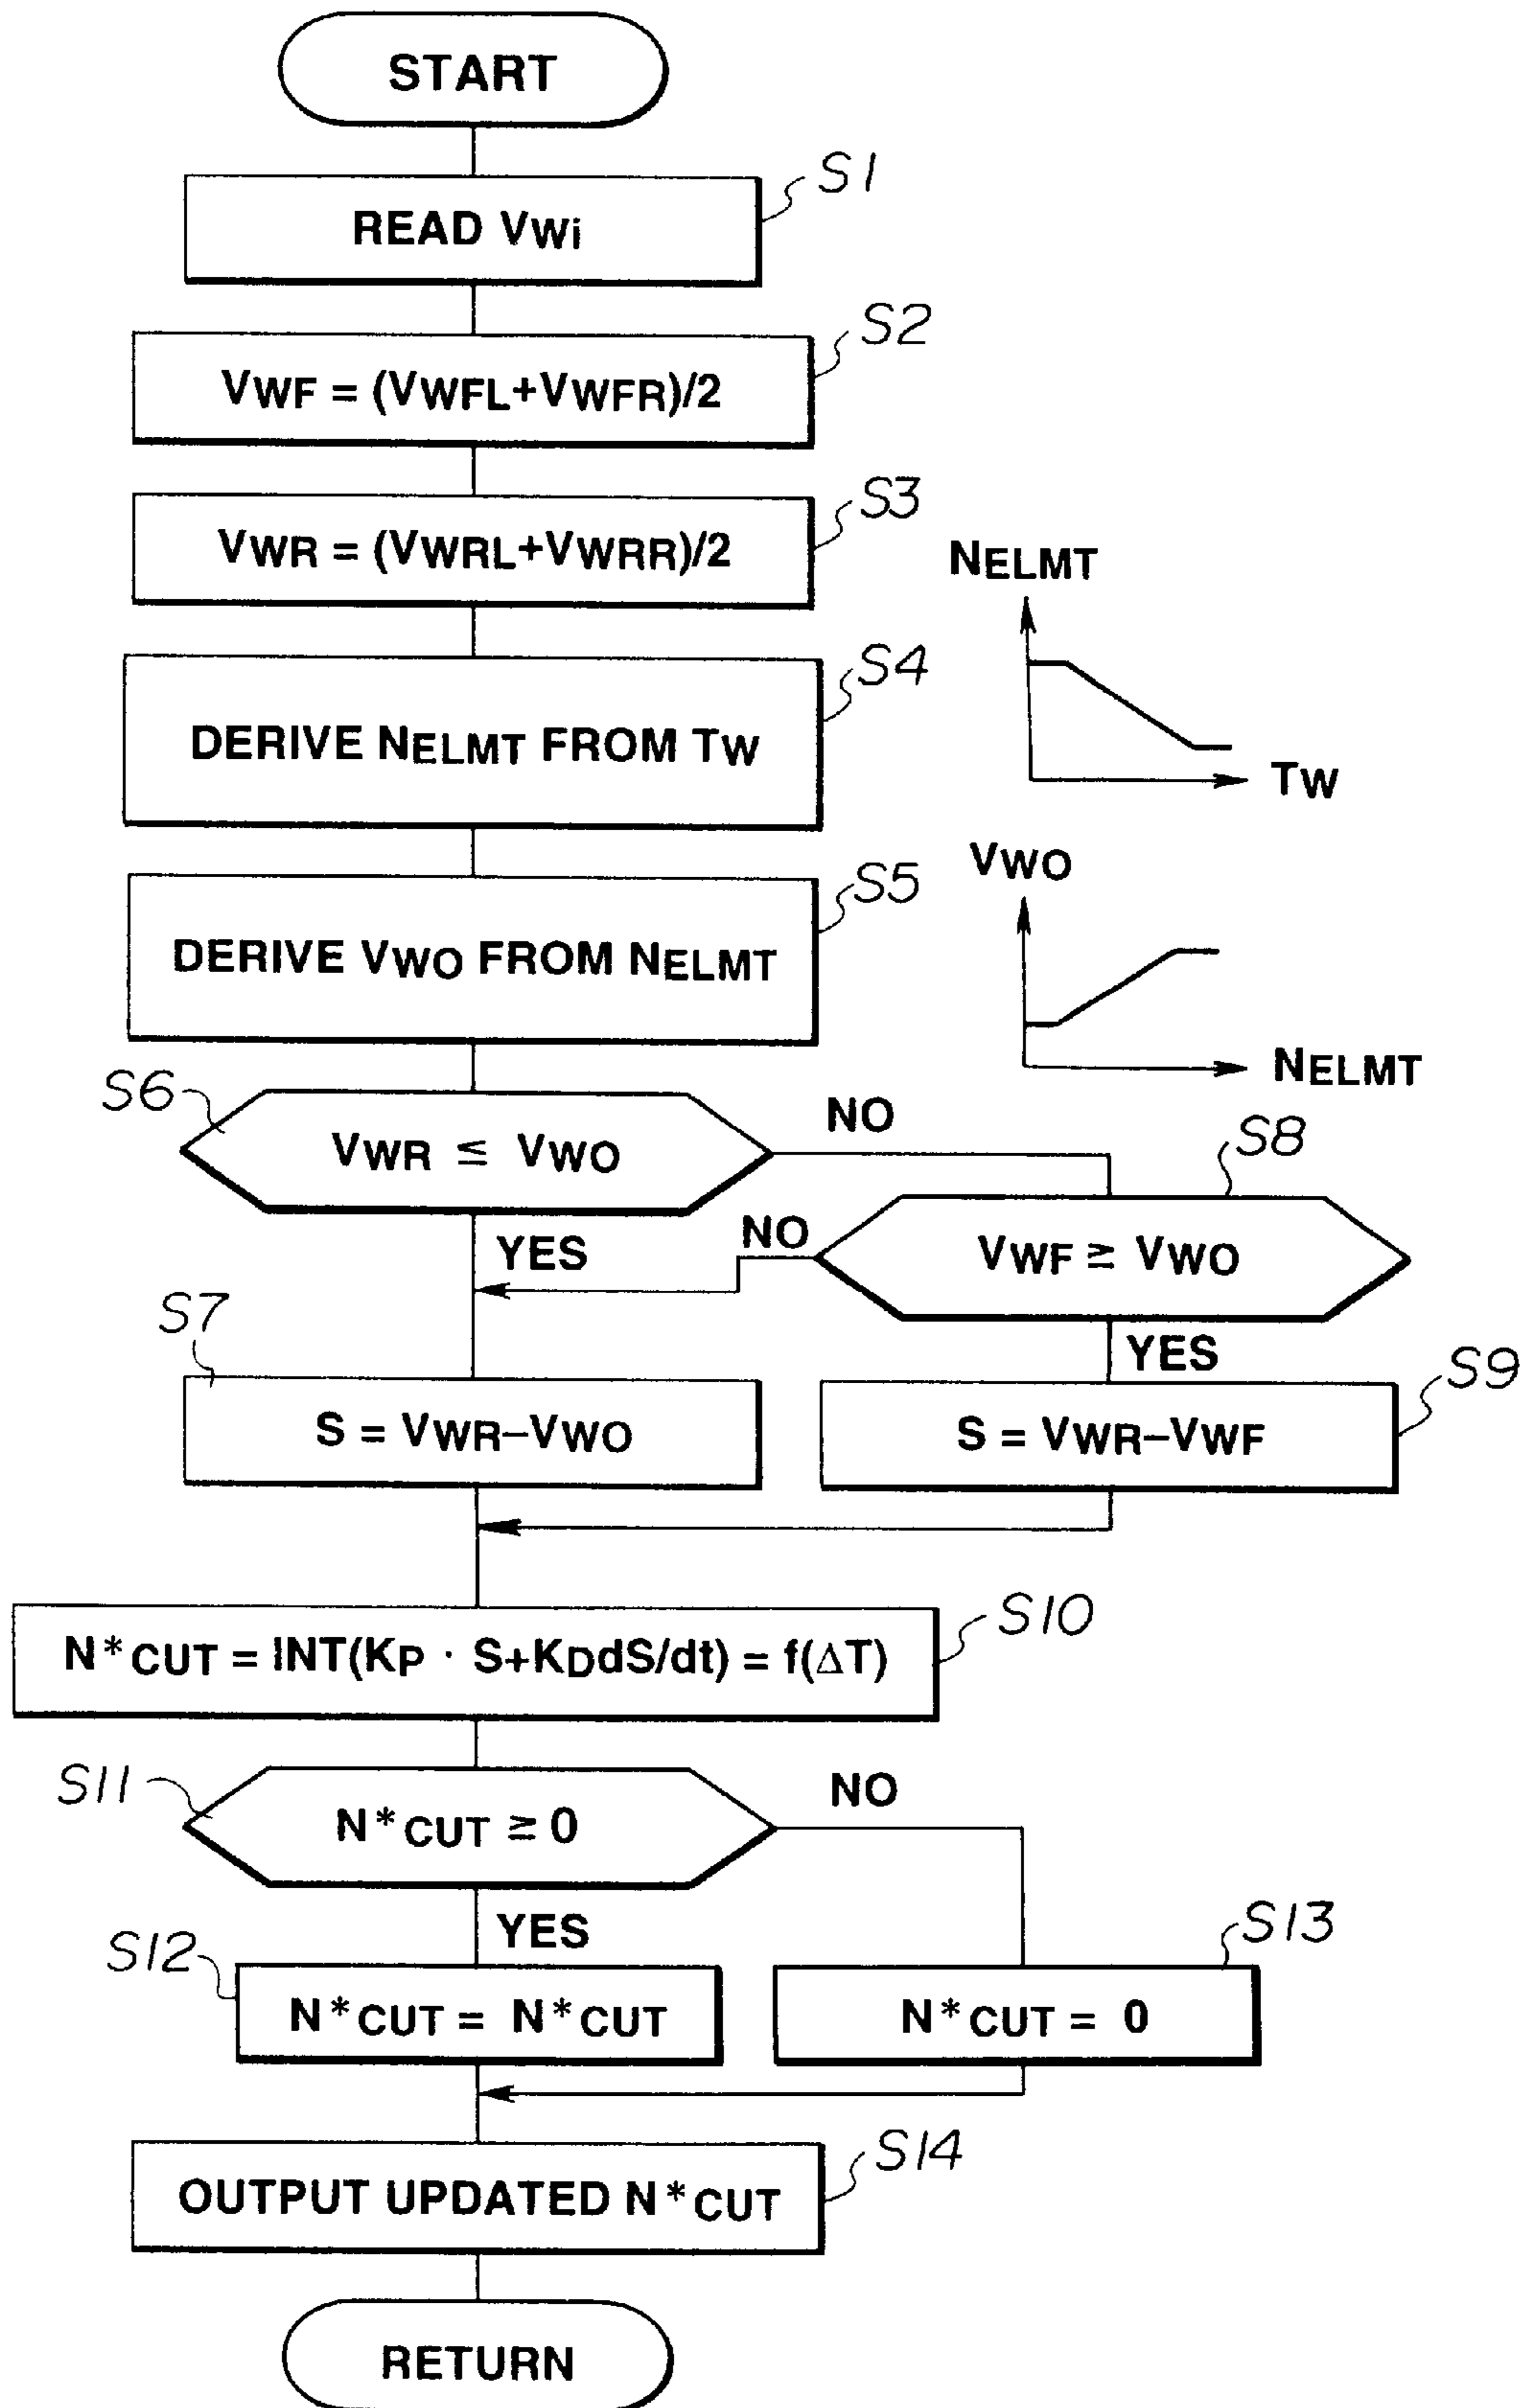 START
S1
READ VWi
S2
VWF = (VWFL+VWFR)/2
S3
VWR = (VWRL+VWRR)/2
NELMT
S4
DERIVE NELMT FROM TW
TW
VWO
S5
DERIVE VWO FROM NELMT
NELMT
S6
VWR ≤ VWO
NO
S8
VWF ≥ VWO
NO
YES
S7
YES
S9
S = VWR–VWO
S = VWR–VWF
S10
N*CUT = INT(KP · S+KDdS/dt) = f(ΔT)
S11
N*CUT ≥ 0
NO
YES
S12
S13
N*CUT = N*CUT
N*CUT = 0
S14
OUTPUT UPDATED N*CUT
RETURN